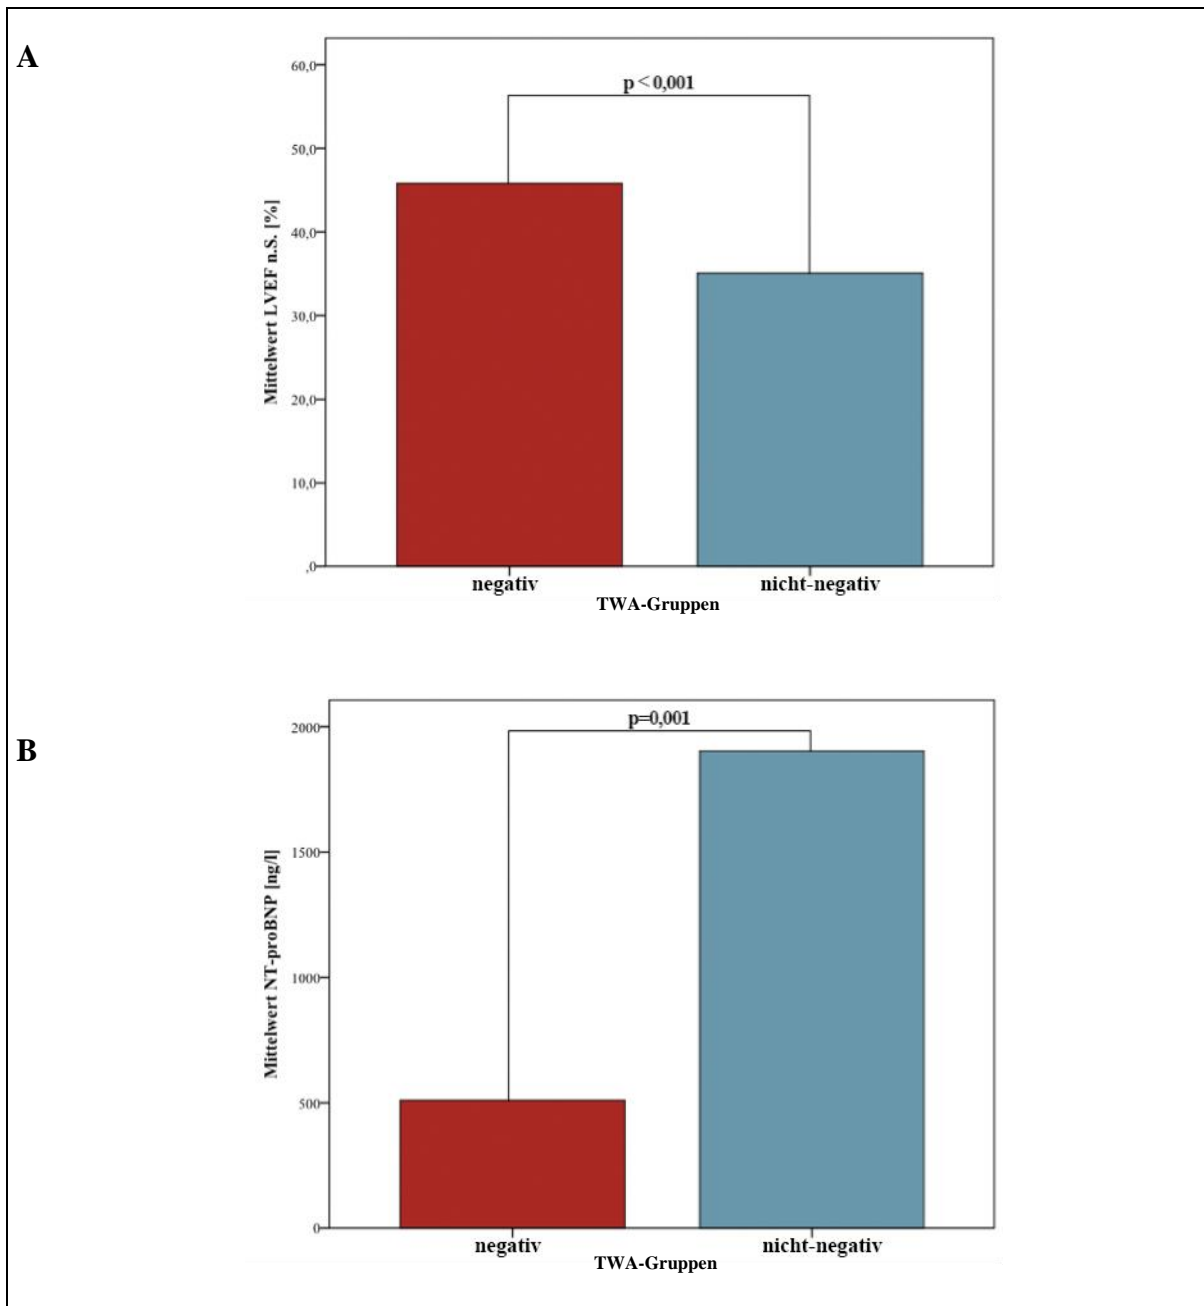 A
60,0
p < 0,001
50,0
40,0
30,0
20,0
10,0
,0
Mittelwert LVEF n.S. [%]
negativ nicht-negativ
TWA-Gruppen
B
p=0,001
2000
1500
1000
500
0
Mittelwert NT-proBNP [ng/l]
negativ nicht-negativ
TWA-Gruppen